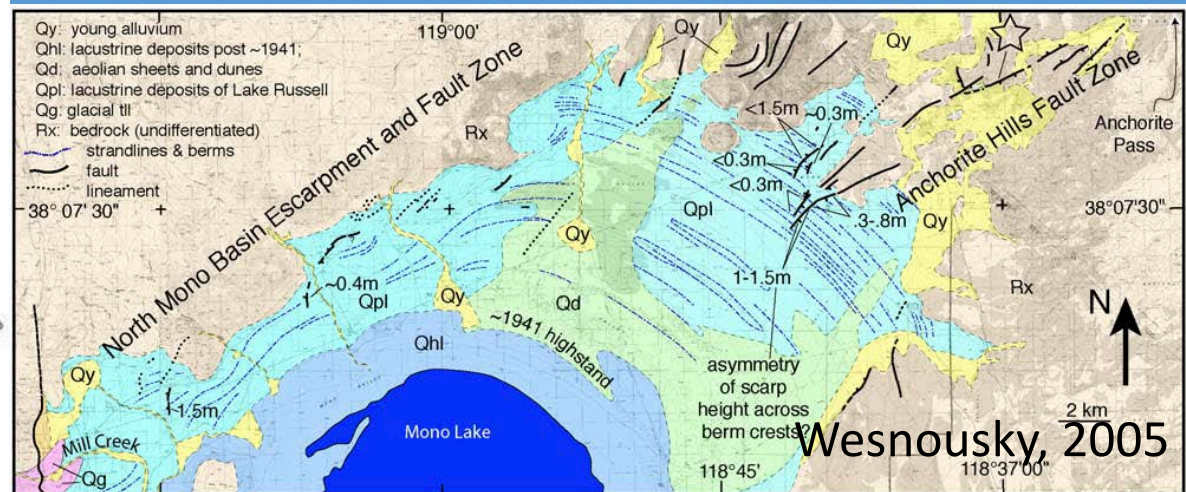 Qy: young alluvium
Qhl: lacustrine deposits post ~1941;
Qd: aeolian sheets and dunes
Qpl: lacustrine deposits of Lake Russell
Qg: glacial tll
Rx: bedrock (undifferentiated)
strandlines & berms
fault
lineament
38° 07' 30"
119°00'
North Mono Basin Escarpment and Fault Zone
Rx
Qy
Qy
<1.5m
~0.3m
<0.3m
<0.3m
.3-.8m
1-1.5m
Anchorite Hills Fault Zone
Anchorite
Pass
38°07'30"
Qpl
Qy
Qy
Rx
N
~0.4m
Qpl
Qy
Qd
~1941 highstand
Qhl
asymmetry
of scarp
height across
berm crests?
2 km
Wesnousky, 2005
Qy
1.5m
Mill Creek
Qg
Mono Lake
118°45'
118°37'00"